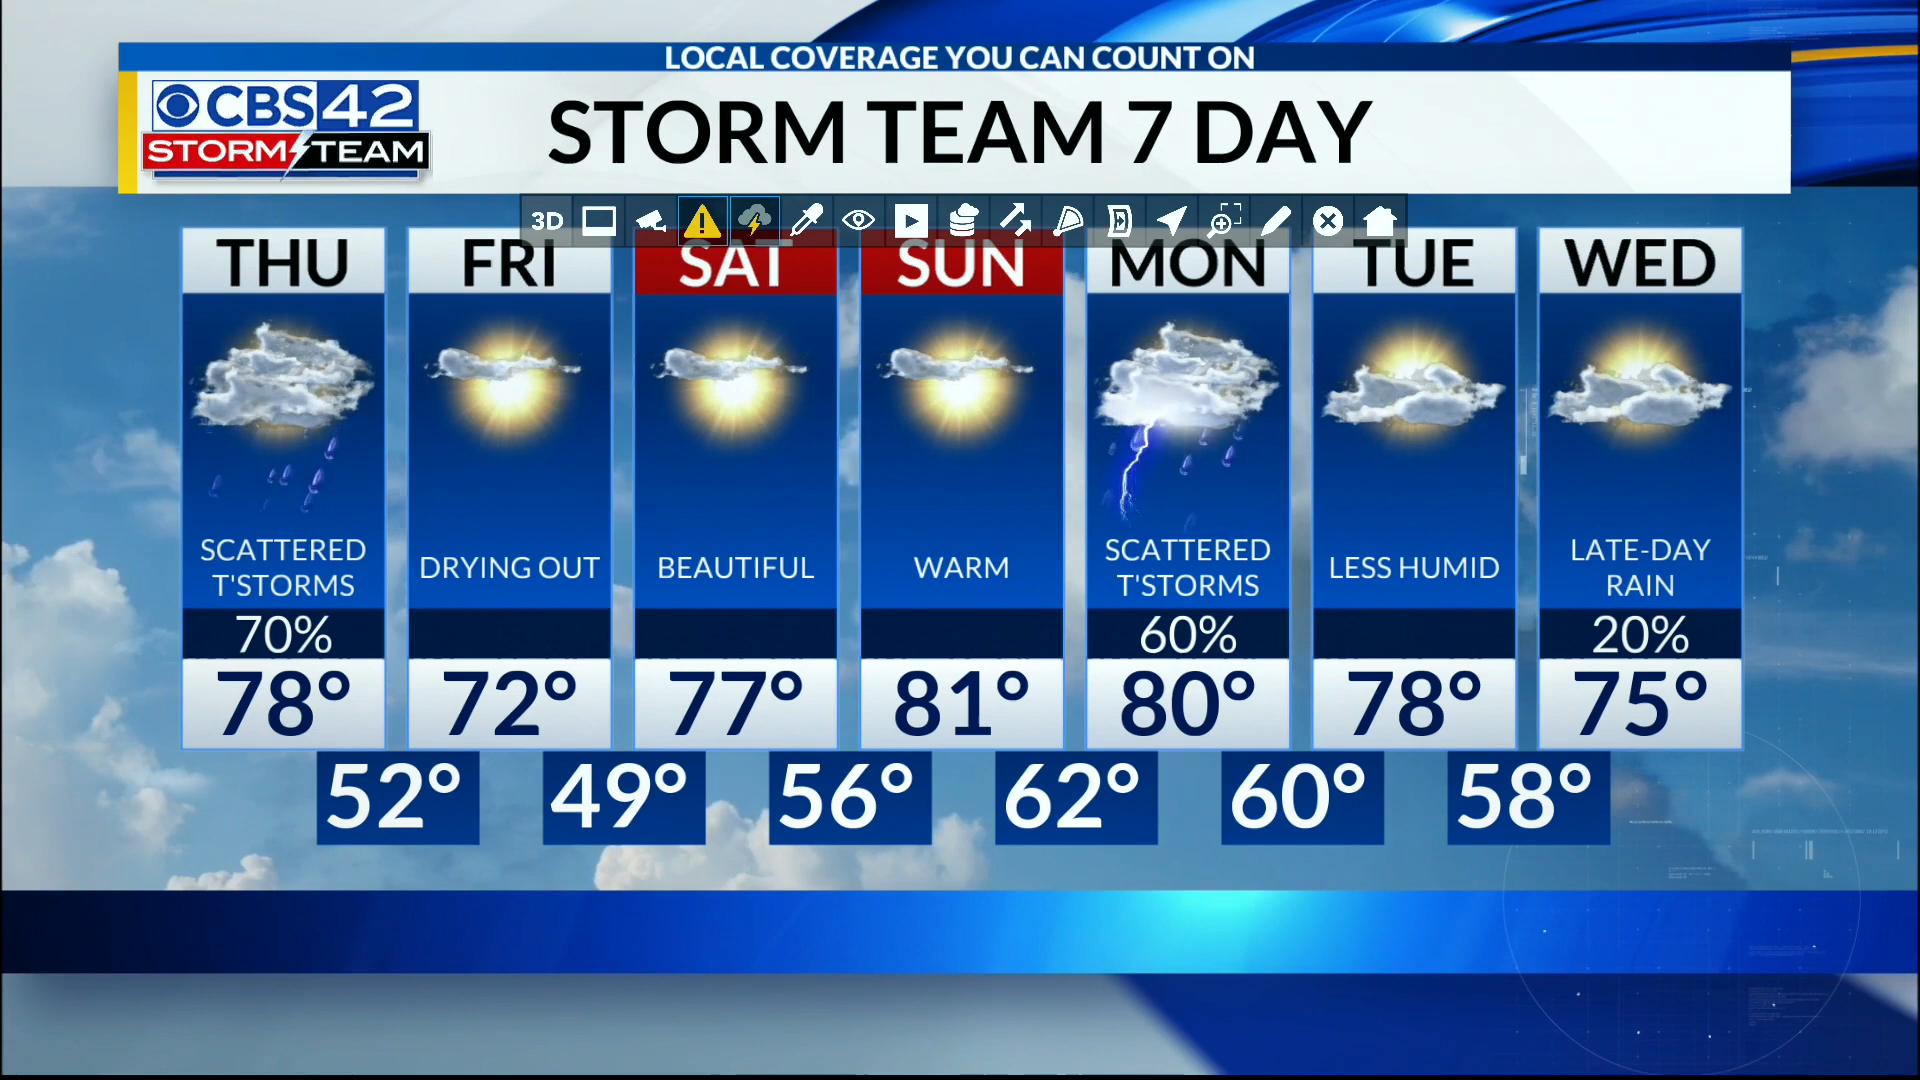 LOCAL COVERAGE YOU CAN COUNT ON
CBS 42
STORM TEAM
STORM TEAM 7 DAY
3D
THU FRI SAT SUN MON TUE WED
SCATTERED T'STORMS
DRYING OUT
BEAUTIFUL
WARM
SCATTERED T'STORMS
LESS HUMID
LATE-DAY RAIN
70% 60% 20%
78° 72° 77° 81° 80° 78° 75°
52° 49° 56° 62° 60° 58°